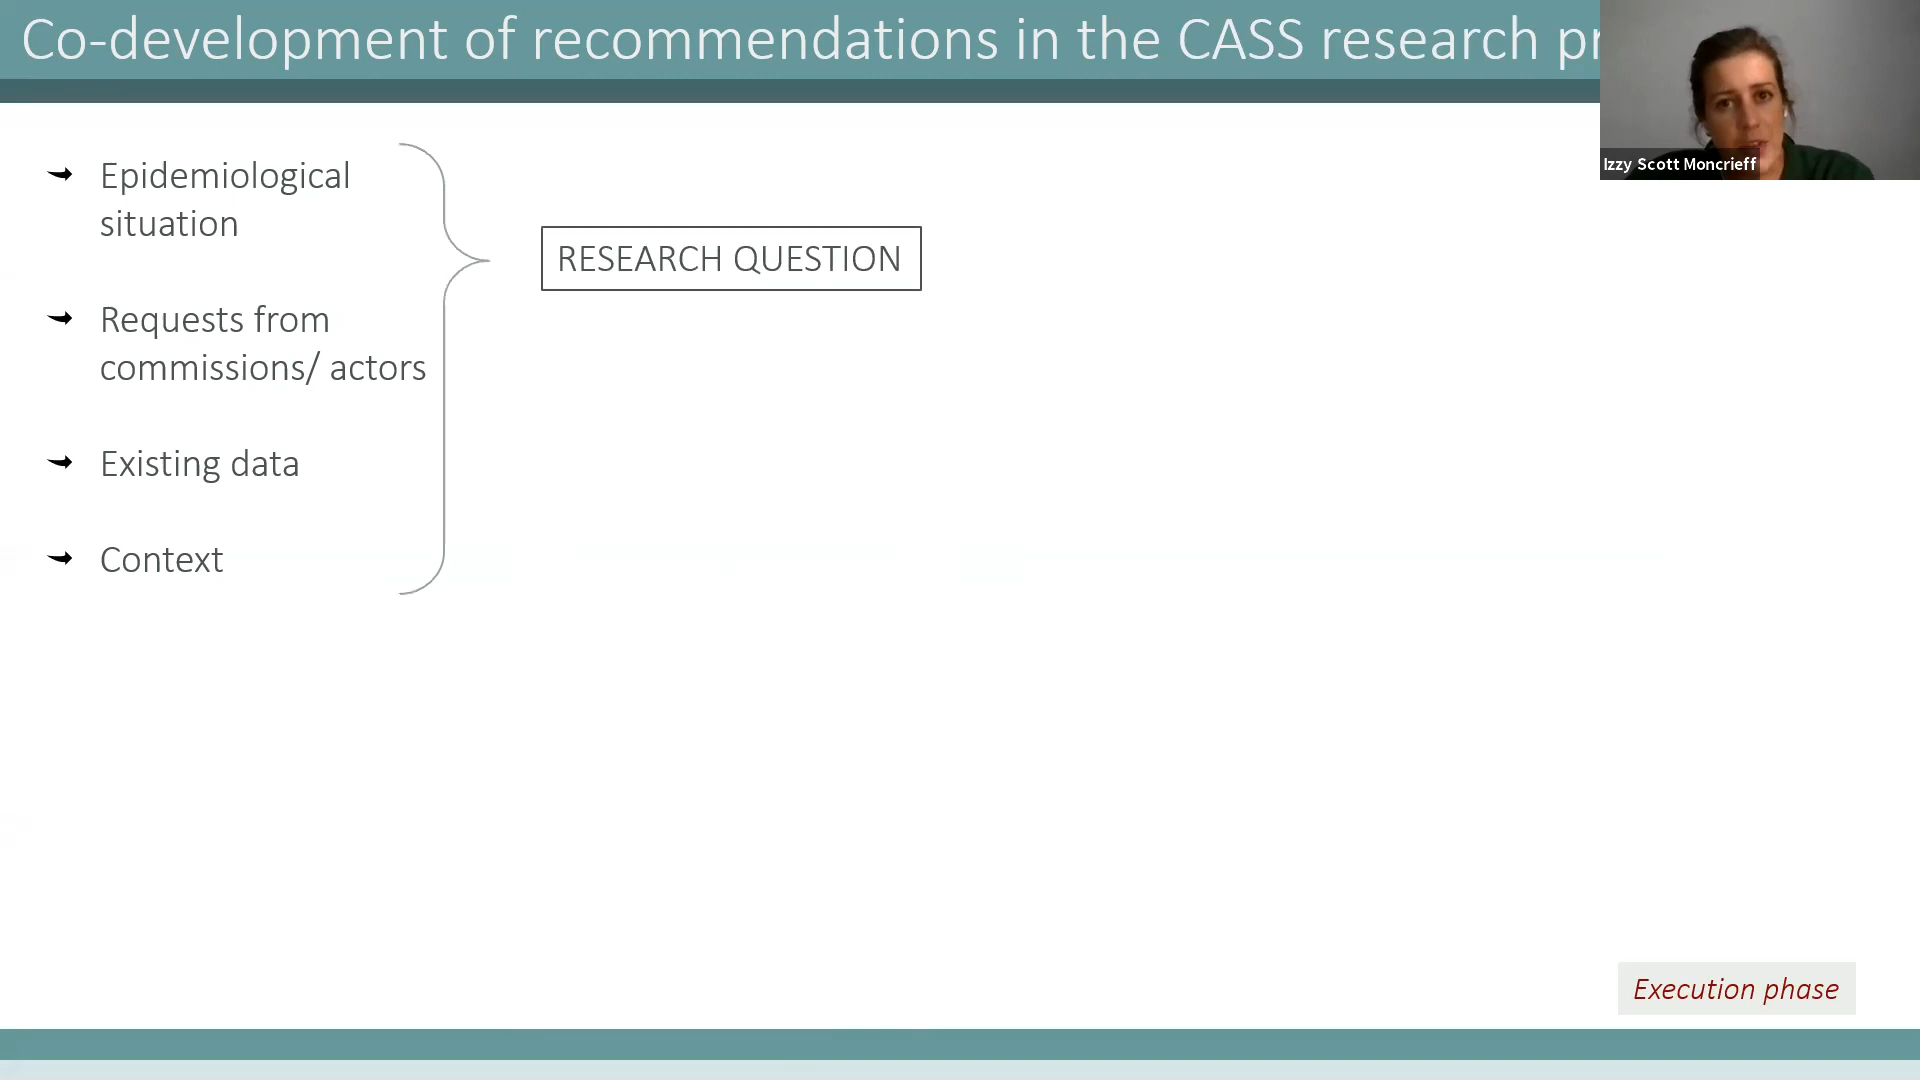 Co-development of recommendations in the CASS research
Izzy Scott Moncrieff
Epidemiological
situation
RESEARCH QUESTION
Requests from
commissions/ actors
Existing data
Context
Execution phase